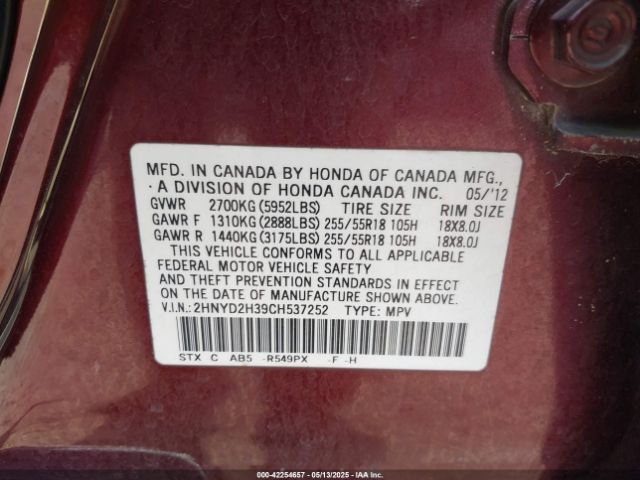 MFD. IN CANADA BY HONDA OF CANADA MFG.,
A DIVISION OF HONDA CANADA INC. 05/'12
GVWR 2700KG(5952LBS) TIRE SIZE RIM SIZE
GAWR F 1310KG(2888LBS) 255/55R18 105H 18X8.0J
GAWR R 1440KG(3175LBS) 255/55R18 105H 18X8.0J
THIS VEHICLE CONFORMS TO ALL APPLICABLE
FEDERAL MOTOR VEHICLE SAFETY
AND THEFT PREVENTION STANDARDS IN EFFECT
ON THE DATE OF MANUFACTURE SHOWN ABOVE.
V.I.N.: 2HNYD2H39CH537252 TYPE: MPV
STX C AB5 -R549PX -F -H
000-42254657 - 05/13/2025 - IAAI.com